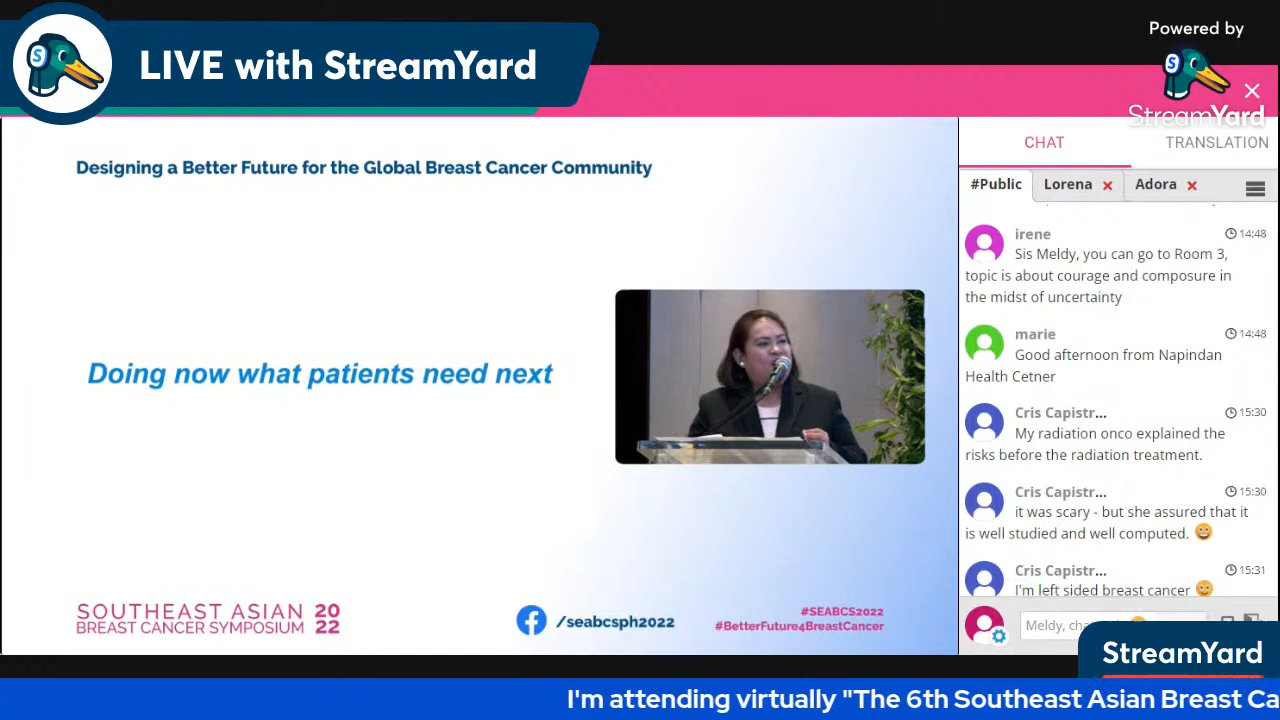 LIVE with StreamYard
Powered by
StreamYard
Designing a Better Future for the Global Breast Cancer Community
Doing now what patients need next
SOUTHEAST ASIAN
BREAST CANCER SYMPOSIUM
20
22
/seabcsph2022
#SEABCS2022
#BetterFuture4BreastCancer
CHAT
TRANSLATION
#Public
Lorena
Adora
irene
14:48
Sis Meldy, you can go to Room 3,
topic is about courage and composure in
the midst of uncertainty
marie
14:48
Good afternoon from Napindan
Health Cetner
Cris Capistr...
15:30
My radiation onco explained the
risks before the radiation treatment.
Cris Capistr...
15:30
it was scary - but she assured that it
is well studied and well computed.
Cris Capistr...
15:31
I'm left sided breast cancer
Meldy,
StreamYard
I'm attending virtually "The 6th Southeast Asian Breast Ca